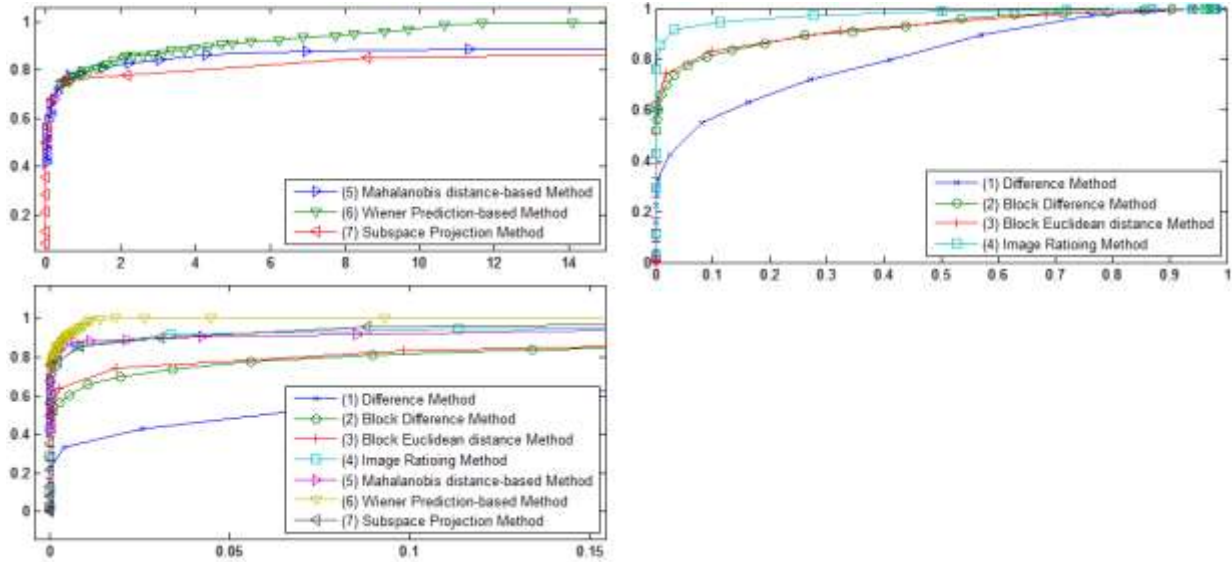 1
0.8
0.6
0.4
0.2
(5) Mahalanobis distance-based Method
(6) Wiener Prediction-based Method
(7) Subspace Projection Method
0 2 4 6 8 10 12 14
1
0.8
0.6
0.4
0.2
0
(1) Difference Method
(2) Block Difference Method
(3) Block Euclidean distance Method
(4) Image Ratioing Method
0 0.1 0.2 0.3 0.4 0.5 0.6 0.7 0.8 0.9 1
1
0.8
0.6
0.4
0.2
0
(1) Difference Method
(2) Block Difference Method
(3) Block Euclidean distance Method
(4) Image Ratioing Method
(5) Mahalanobis distance-based Method
(6) Wiener Prediction-based Method
(7) Subspace Projection Method
0 0.05 0.1 0.15